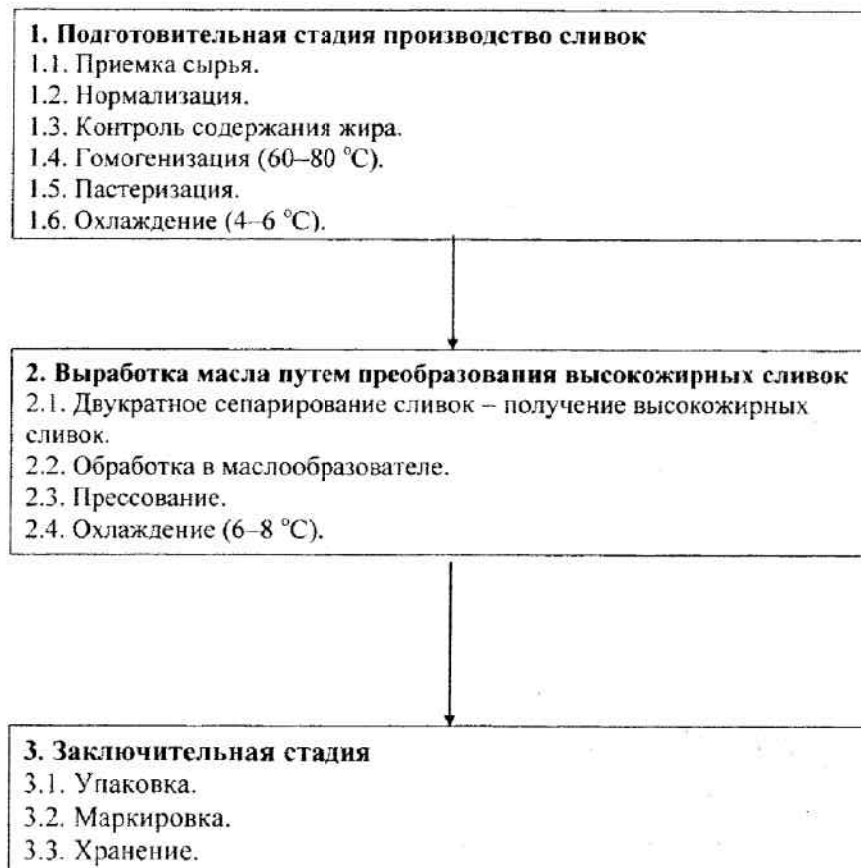 1. Подготовительная стадия производство сливок
1.1. Приемка сырья.
1.2. Нормализация.
1.3. Контроль содержания жира.
1.4. Гомогенизация (60–80 °С).
1.5. Пастеризация.
1.6. Охлаждение (4–6 °С).
2. Выработка масла путем преобразования высокожирных сливок
2.1. Двукратное сепарирование сливок – получение высокожирных
сливок.
2.2. Обработка в маслообразователе.
2.3. Прессование.
2.4. Охлаждение (6–8 °С).
3. Заключительная стадия
3.1. Упаковка.
3.2. Маркировка.
3.3. Хранение.